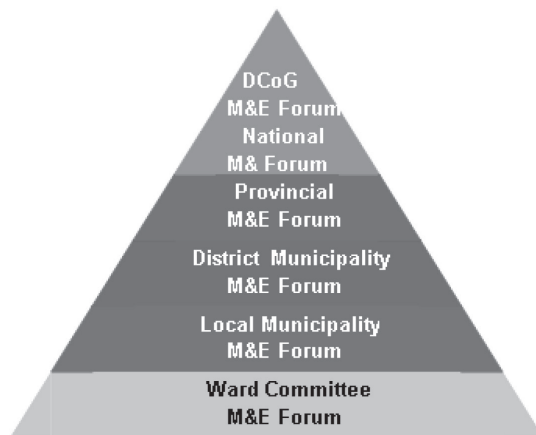 DCoG
M&E Forum
National
M& Forum
Provincial
M&E Forum
District Municipality
M&E Forum
Local Municipality
M&E Forum
Ward Committee
M&E Forum